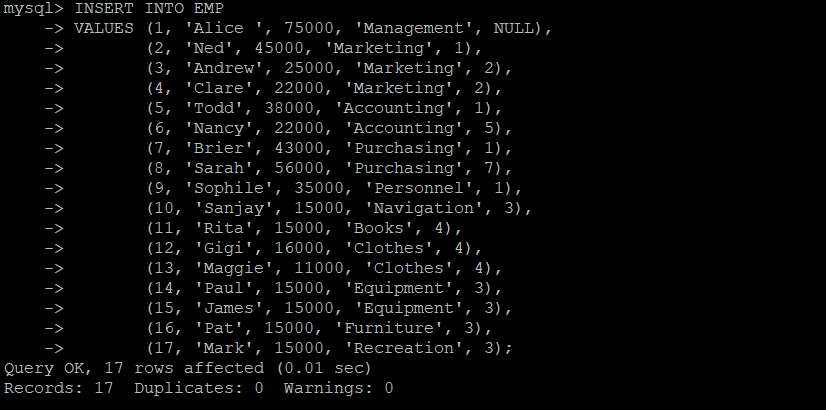 mysql> INSERT INTO EMP
    -> VALUES (1, 'Alice ', 75000, 'Management', NULL),
    ->        (2, 'Ned', 45000, 'Marketing', 1),
    ->        (3, 'Andrew', 25000, 'Marketing', 2),
    ->        (4, 'Clare', 22000, 'Marketing', 2),
    ->        (5, 'Todd', 38000, 'Accounting', 1),
    ->        (6, 'Nancy', 22000, 'Accounting', 5),
    ->        (7, 'Brier', 43000, 'Purchasing', 1),
    ->        (8, 'Sarah', 56000, 'Purchasing', 7),
    ->        (9, 'Sophile', 35000, 'Personnel', 1),
    ->        (10, 'Sanjay', 15000, 'Navigation', 3),
    ->        (11, 'Rita', 15000, 'Books', 4),
    ->        (12, 'Gigi', 16000, 'Clothes', 4),
    ->        (13, 'Maggie', 11000, 'Clothes', 4),
    ->        (14, 'Paul', 15000, 'Equipment', 3),
    ->        (15, 'James', 15000, 'Equipment', 3),
    ->        (16, 'Pat', 15000, 'Furniture', 3),
    ->        (17, 'Mark', 15000, 'Recreation', 3);
Query OK, 17 rows affected (0.01 sec)
Records: 17  Duplicates: 0  Warnings: 0